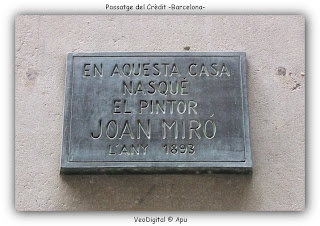 Passatge del Crèdit -Barcelona-
EN AQUESTA CASA
NASQUÉ
EL PINTOR
JOAN MIRÓ
L'ANY 1893
VeoDigital © Apu